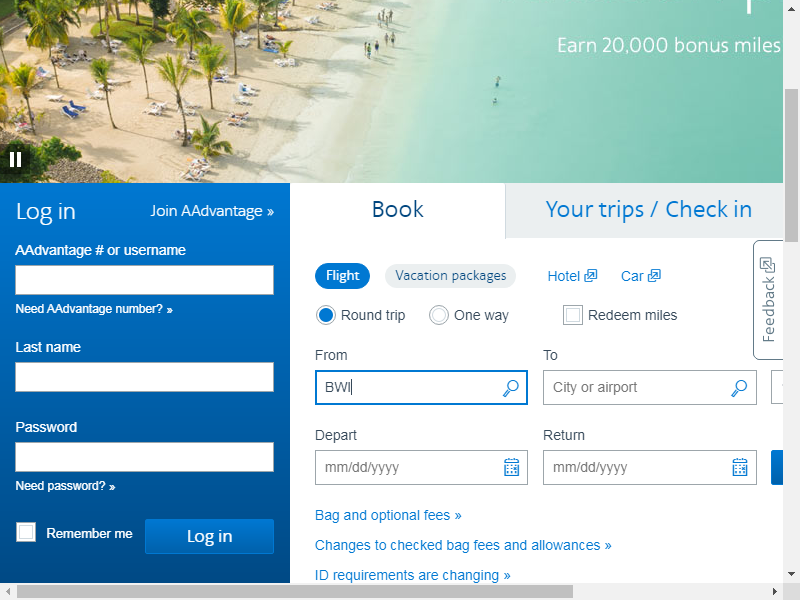 Earn 20,000 bonus miles
Log in
Join AAdvantage »
AAdvantage # or username
Need AAdvantage number? »
Last name
Password
Need password? »
Remember me
Log in
Book
Your trips / Check in
Flight
Vacation packages
Hotel
Car
Round trip
One way
Redeem miles
From
To
BWI
City or airport
Depart
Return
mm/dd/yyyy
mm/dd/yyyy
Bag and optional fees »
Changes to checked bag fees and allowances »
ID requirements are changing »
Feedback